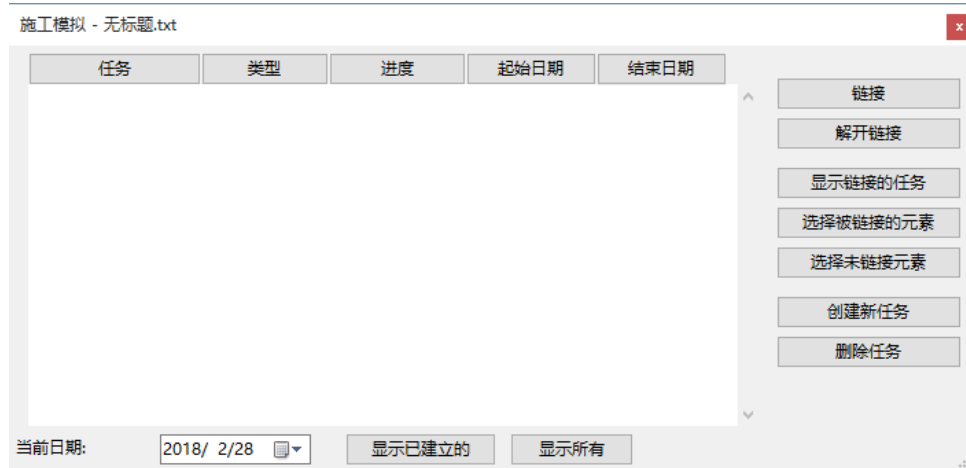 施工模拟 - 无标题.txt
x
任务 类型 进度 起始日期 结束日期
链接
解开链接
显示链接的任务
选择被链接的元素
选择未链接元素
创建新任务
删除任务
当前日期: 2018/ 2/28 显示已建立的 显示所有